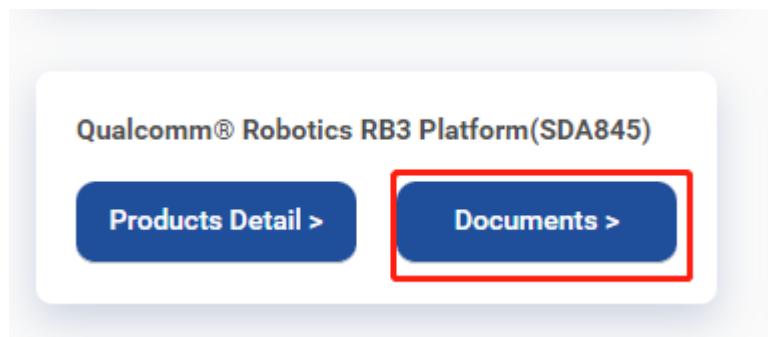 Qualcomm® Robotics RB3 Platform(SDA845)
Products Detail >
Documents >